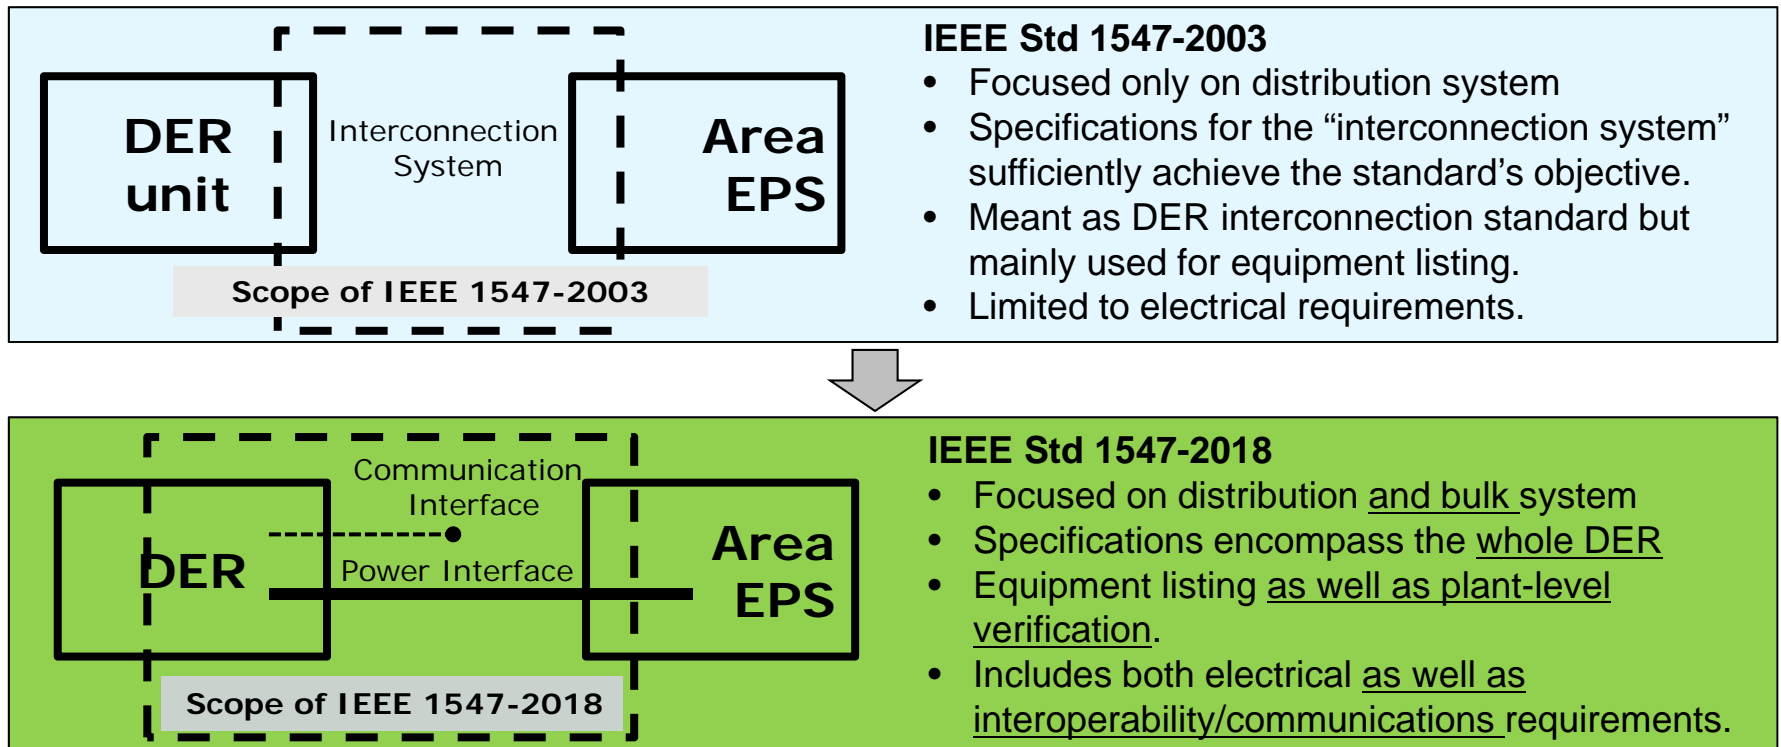 DER
unit
Interconnection
System
Area
EPS
Scope of IEEE 1547-2003
IEEE Std 1547-2003
• Focused only on distribution system
• Specifications for the “interconnection system”
sufficiently achieve the standard’s objective.
• Meant as DER interconnection standard but
mainly used for equipment listing.
• Limited to electrical requirements.
Communication
Interface
DER
Power Interface
Area
EPS
Scope of IEEE 1547-2018
IEEE Std 1547-2018
• Focused on distribution and bulk system
• Specifications encompass the whole DER
• Equipment listing as well as plant-level
verification.
• Includes both electrical as well as
interoperability/communications requirements.